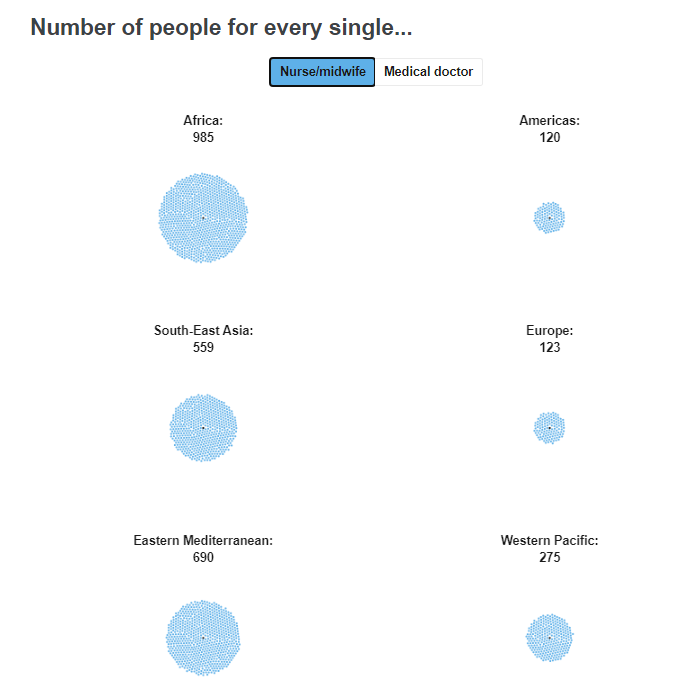 Number of people for every single...
Nurse/midwife Medical doctor
Africa: Americas:
985 120
South-East Asia: Europe:
559 123
Eastern Mediterranean: Western Pacific:
690 275